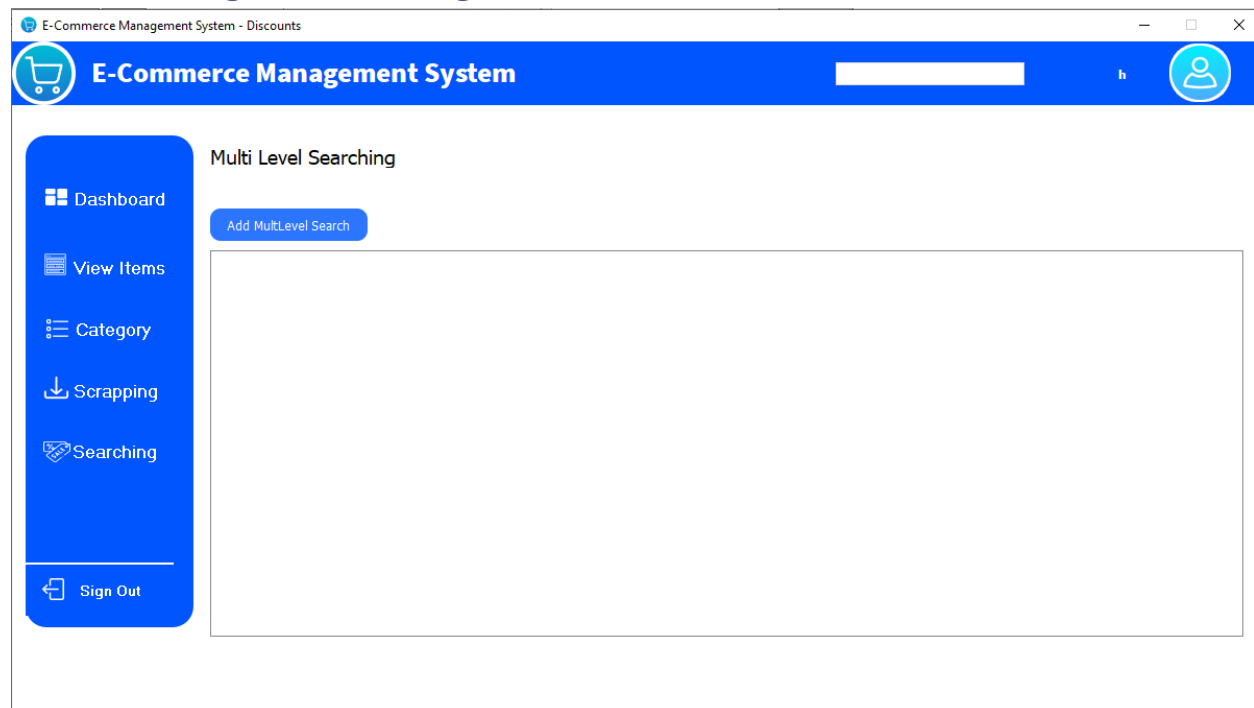 E-Commerce Management System - Discounts
E-Commerce Management System
h
Multi Level Searching
Dashboard
Add MultLevel Search
View Items
Category
Scrapping
Searching
Sign Out